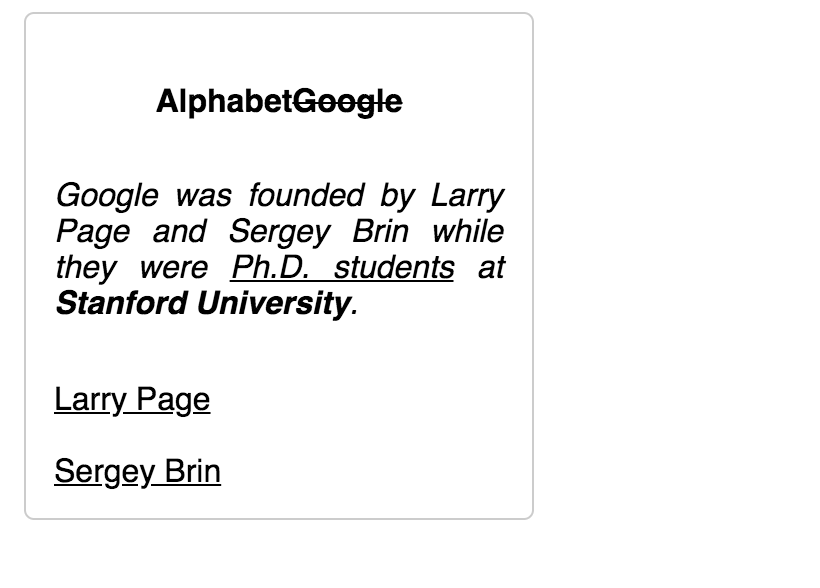 AlphabetGoogle
Google was founded by Larry
Page and Sergey Brin while
they were Ph.D. students at
Stanford University.
Larry Page
Sergey Brin